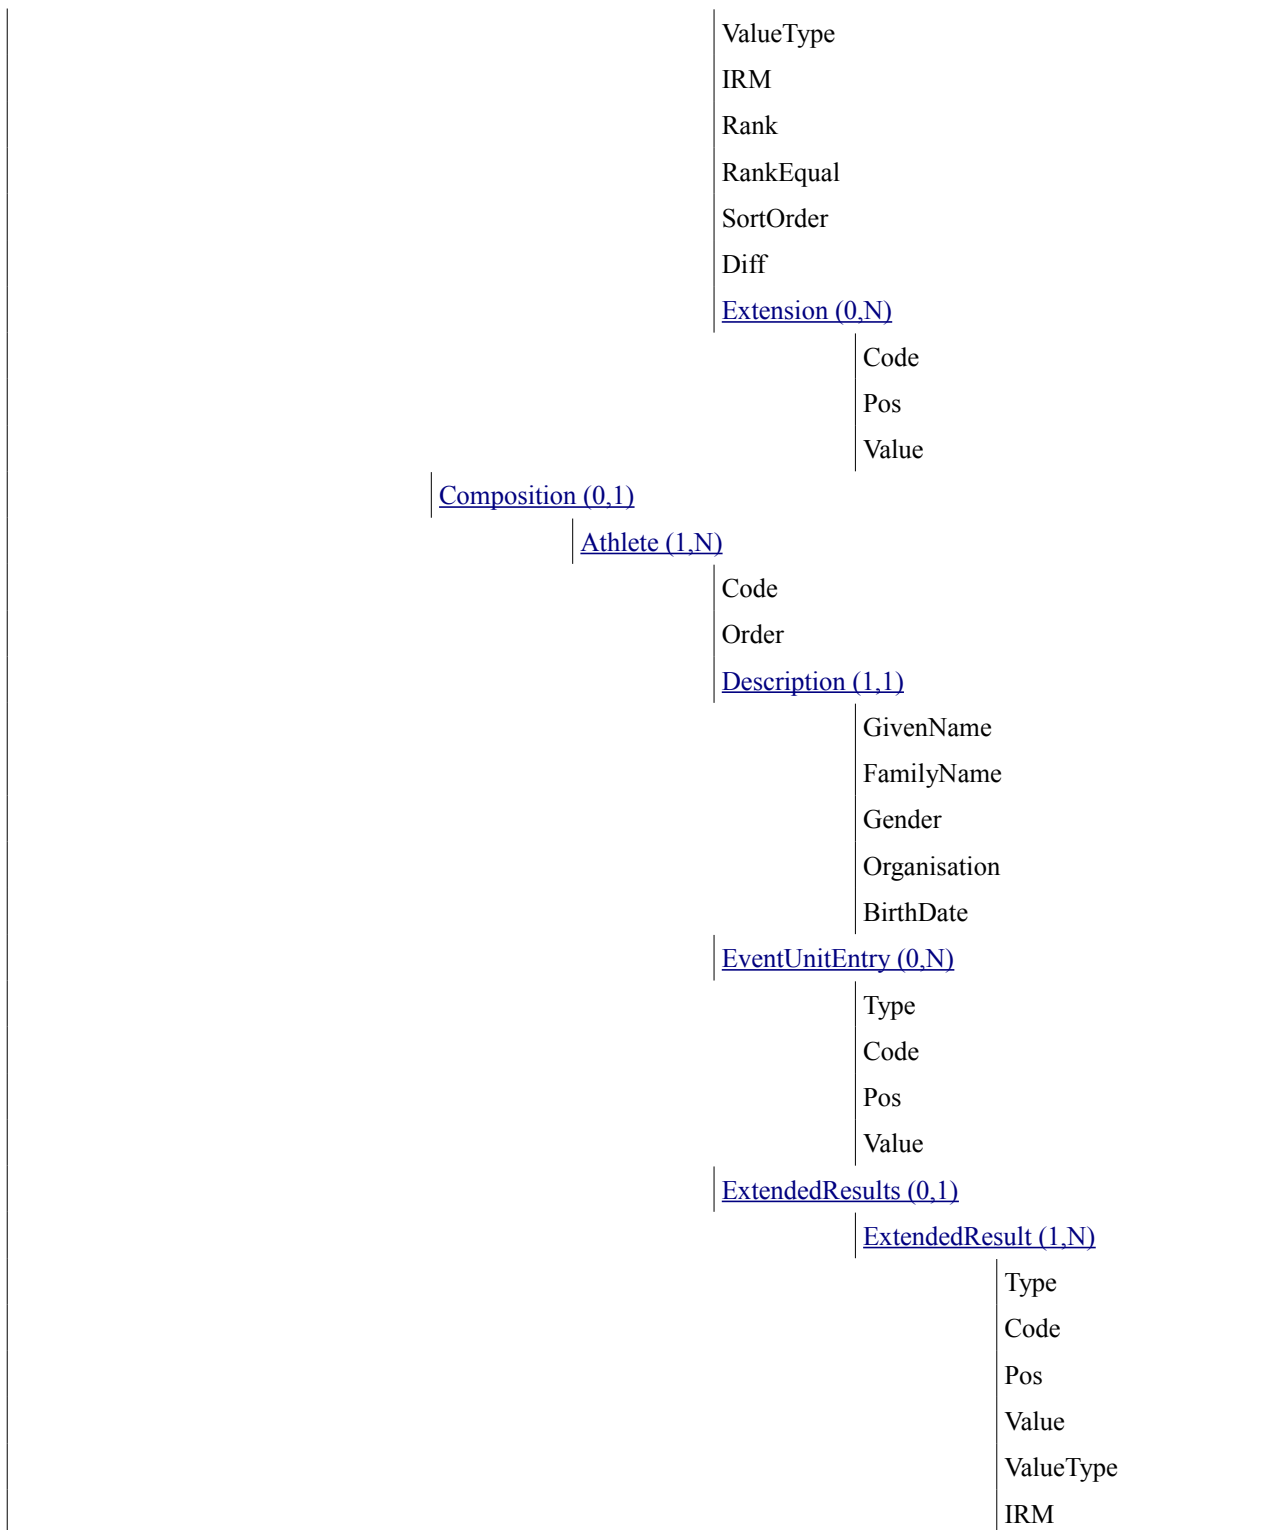 ValueType
IRM
Rank
RankEqual
SortOrder
Diff
Extension (0,N)
Code
Pos
Value
Composition (0,1)
Athlete (1,N)
Code
Order
Description (1,1)
GivenName
FamilyName
Gender
Organisation
BirthDate
EventUnitEntry (0,N)
Type
Code
Pos
Value
ExtendedResults (0,1)
ExtendedResult (1,N)
Type
Code
Pos
Value
ValueType
IRM